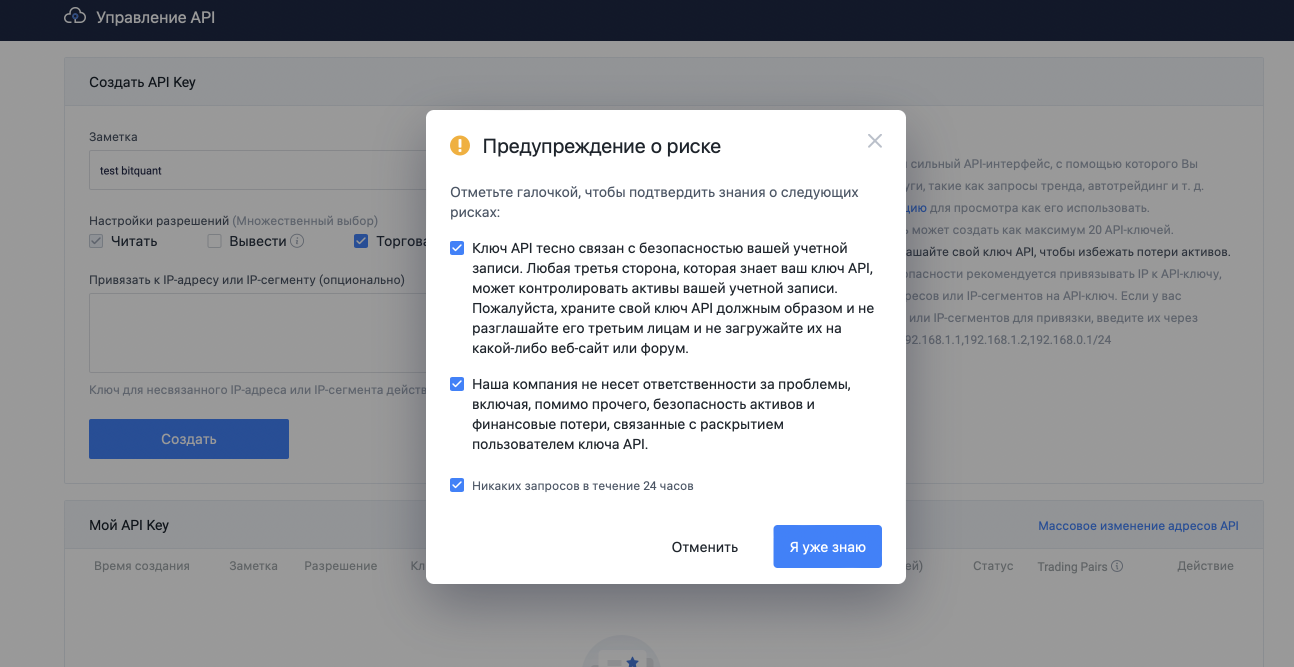 Управление API
Создать API Key
Заметка
test bitquant
Настройки разрешений (Множественный выбор)
Читать
Вывести
Привязать к IP-адресу или IP-сегменту (опционально)
Ключ для несвязанного IP-адреса или IP-сегмента
Создать
Предупреждение о риске
Отметьте галочкой, чтобы подтвердить знания о следующих
рисках:
Ключ API тесно связан с безопасностью вашей учетной
записи. Любая третья сторона, которая знает ваш ключ API,
может контролировать активы вашей учетной записи.
Пожалуйста, храните свой ключ API должным образом и не
разглашайте его третьим лицам и не загружайте их на
какой-либо веб-сайт или форум.
Наша компания не несет ответственности за проблемы,
включая, помимо прочего, безопасность активов и
финансовые потери, связанные с раскрытием
пользователем ключа API.
Никаких запросов в течение 24 часов
Отменить
Я уже знаю
сильный API-интерфейс, с помощью которого Вы
такие как запросы тренда, автотрейдинг и т. д.
для просмотра как его использовать.
может создать как максимум 20 API-ключей.
свой ключ API, чтобы избежать потери активов.
рекомендуется привязывать IP к API-ключу,
или IP-сегментов на API-ключ. Если у вас
или IP-сегментов для привязки, введите их через
92.168.1.1,192.168.1.2,192.168.0.1/24
Мой API Key
Массовое изменение адресов API
Время создания
Заметка
Разрешение
Статус
Trading Pairs
Действие